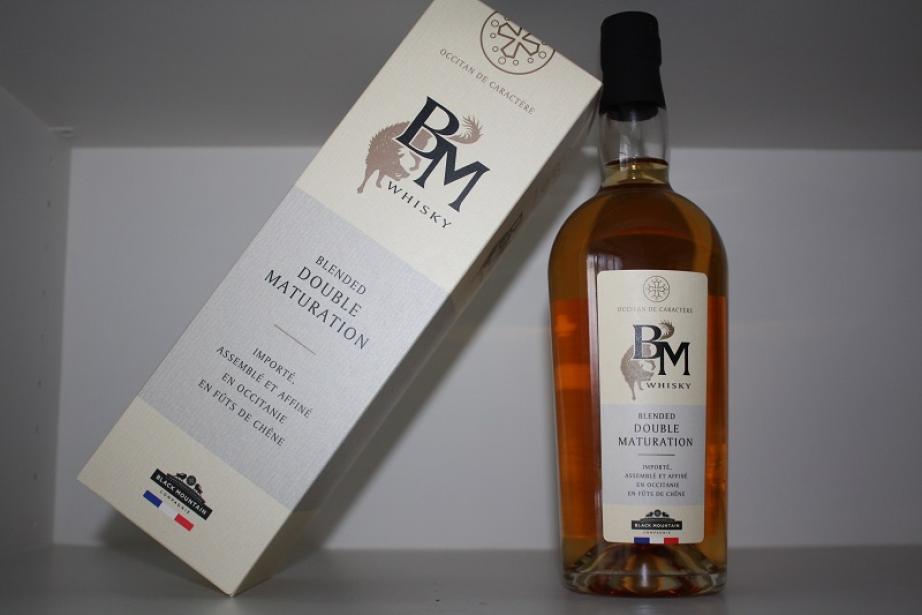 OCCITAN DE CARACTÈRE
BM
WHISKY
BLENDED
DOUBLE
MATURATION
IMPORTÉ,
ASSEMBLÉ ET AFFINÉ
EN OCCITANIE
EN FÛTS DE CHÊNE
BLACK MOUNTAIN
COMPAGNIE
OCCITAN DE CARACTÈRE
BM
WHISKY
BLENDED
DOUBLE
MATURATION
IMPORTÉ,
ASSEMBLÉ ET AFFINÉ
EN OCCITANIE
EN FÛTS DE CHÊNE
BLACK MOUNTAIN
COMPAGNIE